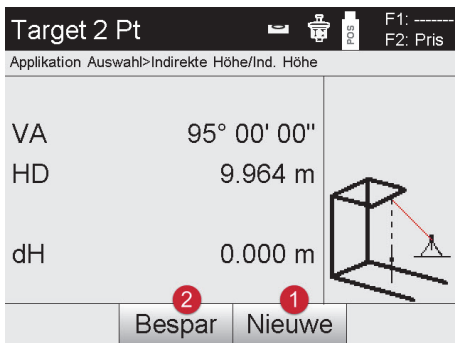 Target 2 Pt
POS
F1: -------
F2: Pris
Applikation Auswahl>Indirekte Höhe/Ind. Höhe
VA 95° 00' 00"
HD 9.964 m
dH 0.000 m
2 1
Bespar Nieuwe